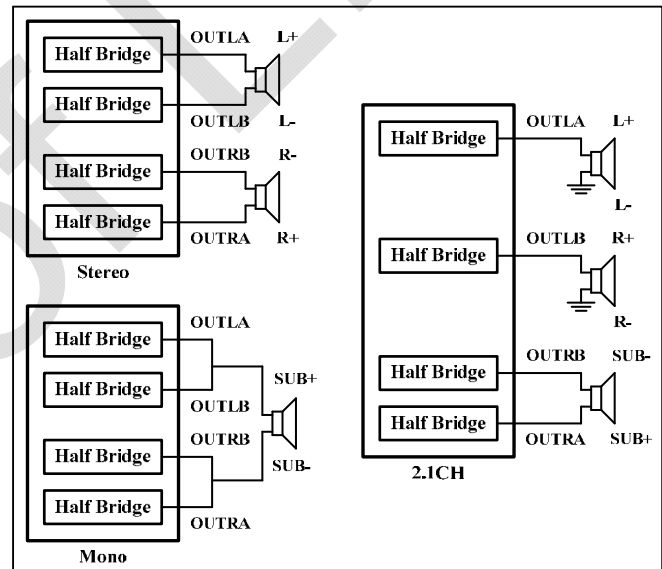 OUTLA L+
Half Bridge
Half Bridge
OUTLB L-
OUTRB R-
Half Bridge
Half Bridge
OUTRA R+
Stereo
OUTLA
Half Bridge
SUB+
Half Bridge
OUTLB
OUTRB
Half Bridge
SUB-
Half Bridge
OUTRA
Mono
OUTLA L+
Half Bridge
L-
OUTLB R+
Half Bridge
R-
OUTRB SUB-
Half Bridge
Half Bridge
OUTRA SUB+
2.1CH